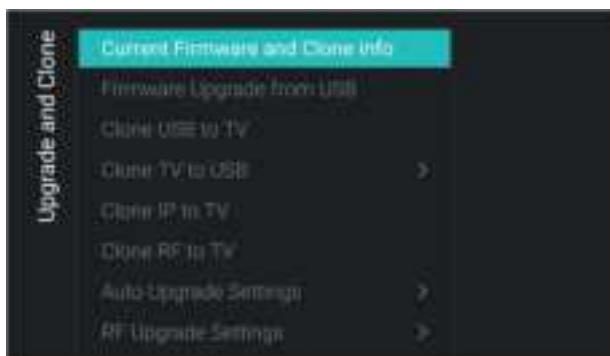 Upgrade and Clone
Current Firmware and Clone info
Firmware Upgrade from USB
Clone USB to TV
Clone TV to USB
Clone IP to TV
Clone RF to TV
Auto Upgrade Settings
RF Upgrade Settings